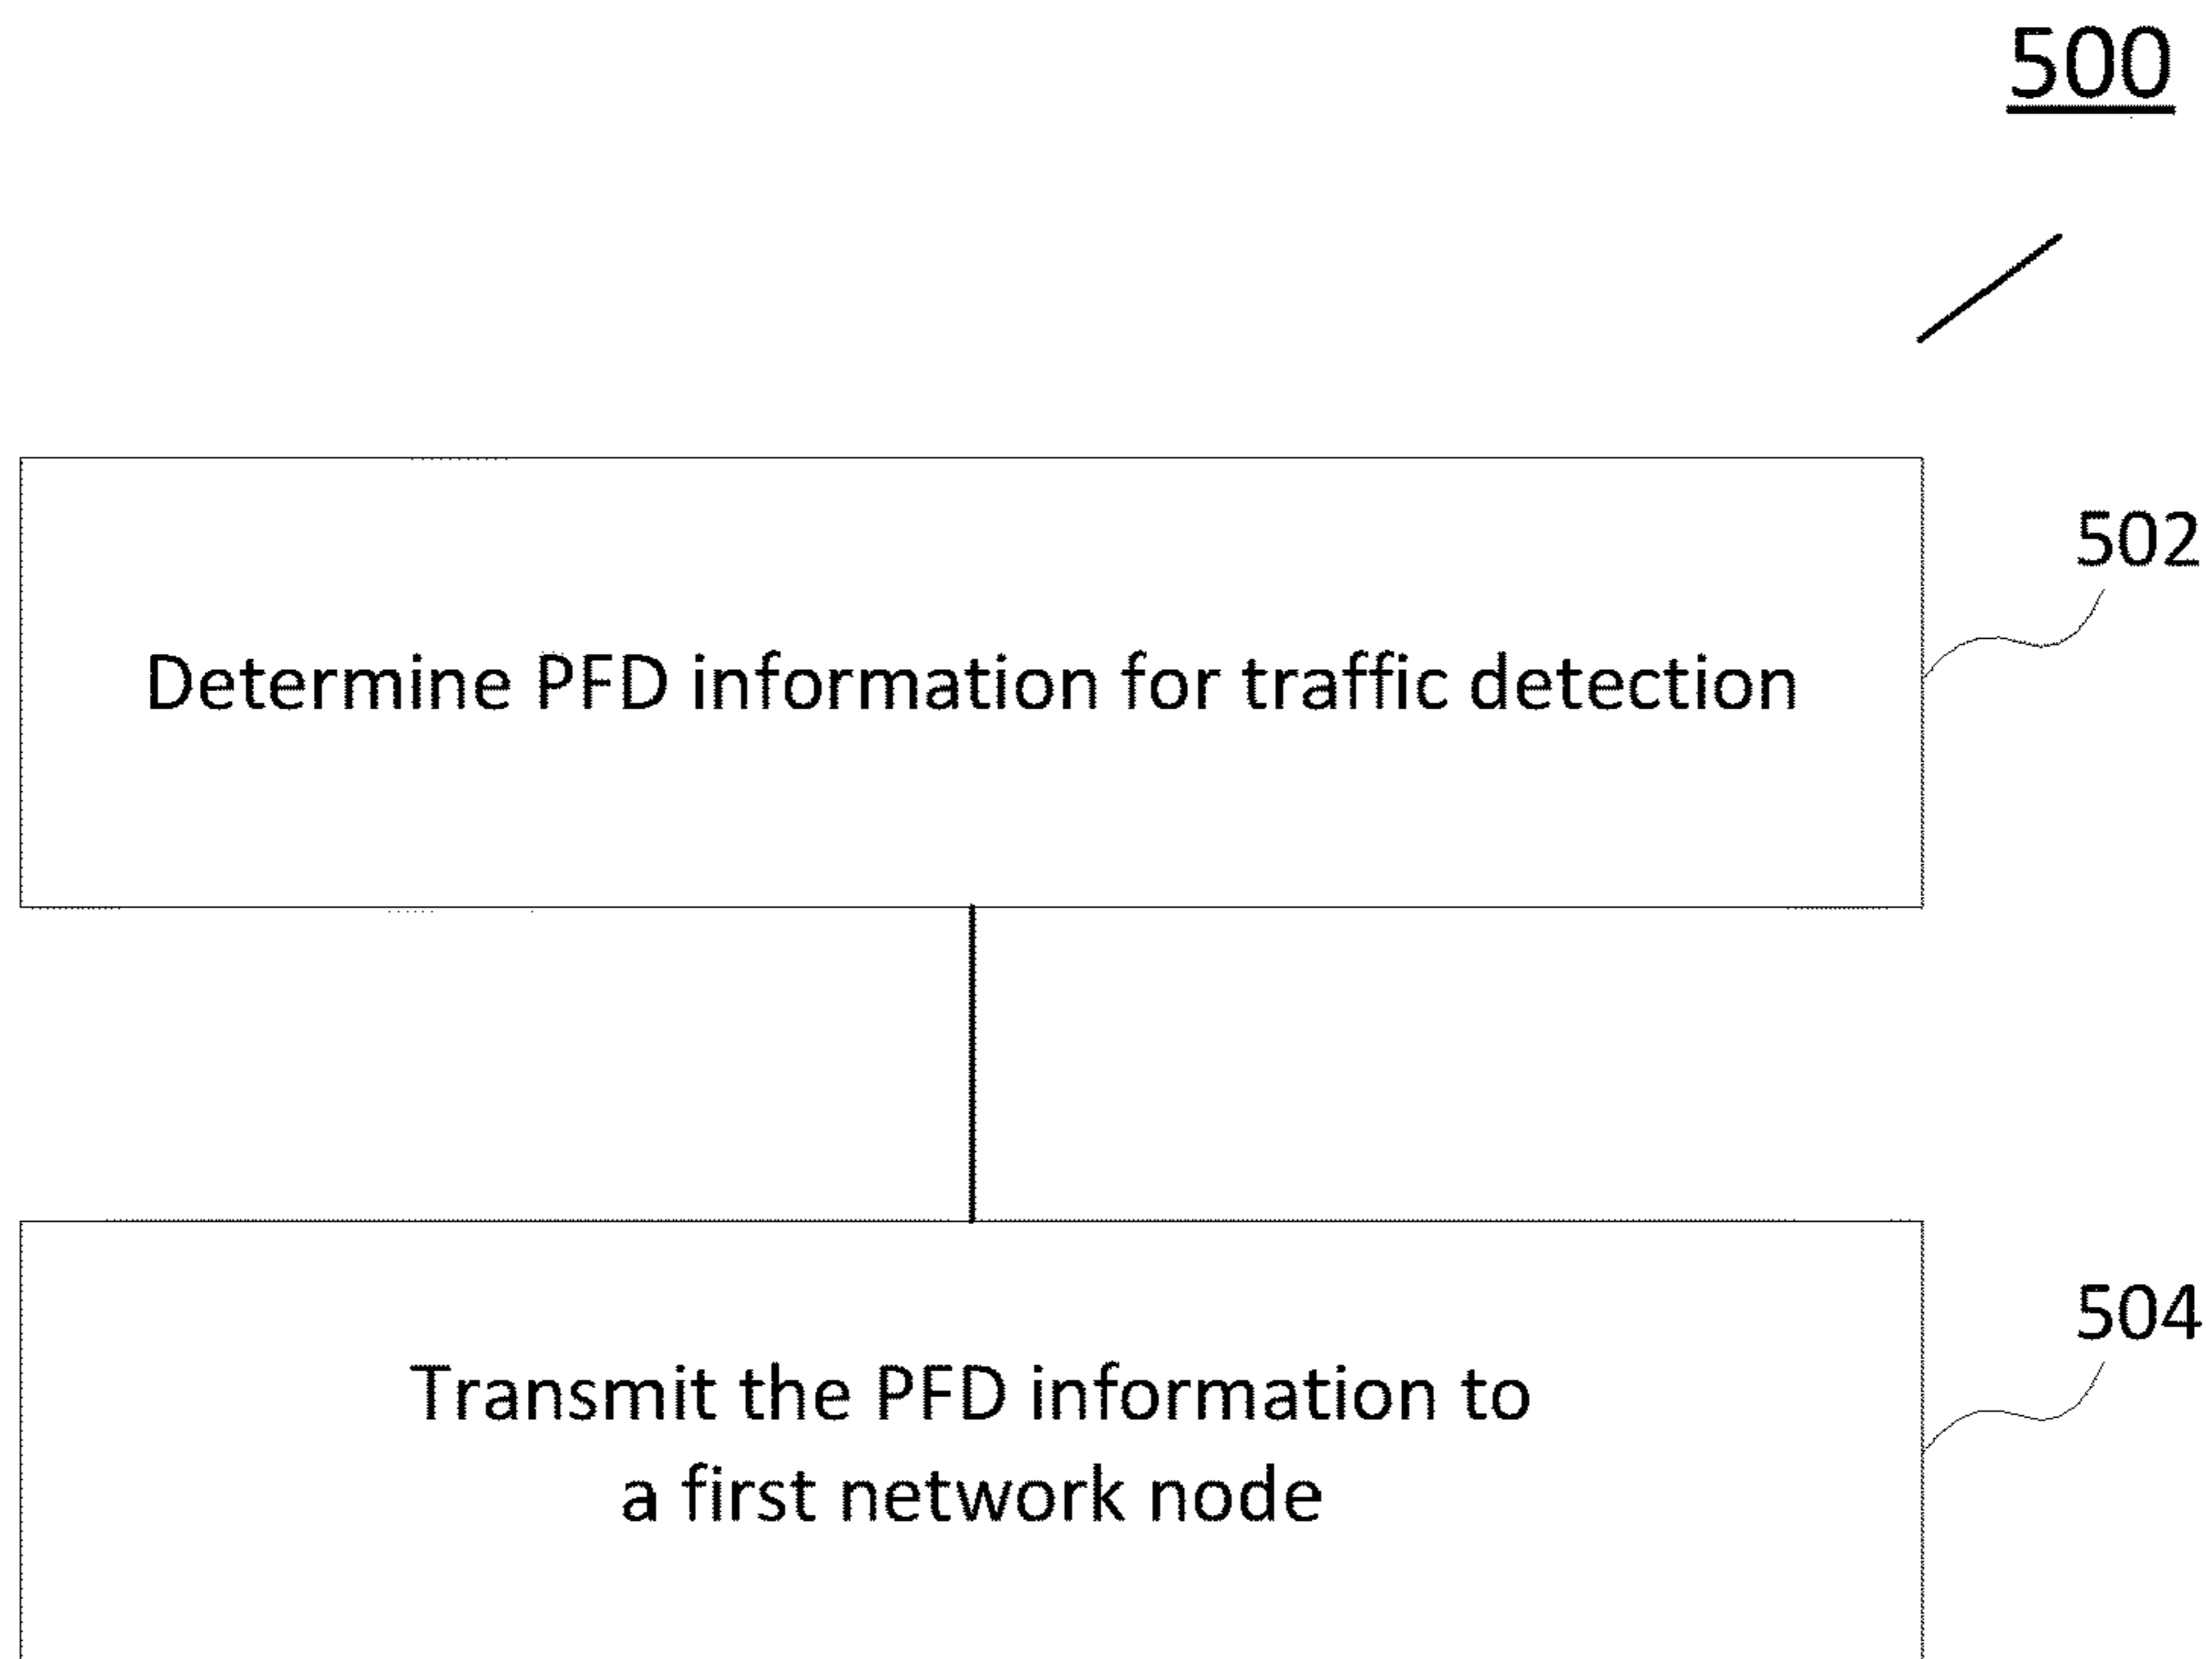 500
502
Determine PFD information for traffic detection
504
Transmit the PFD information to
a first network node